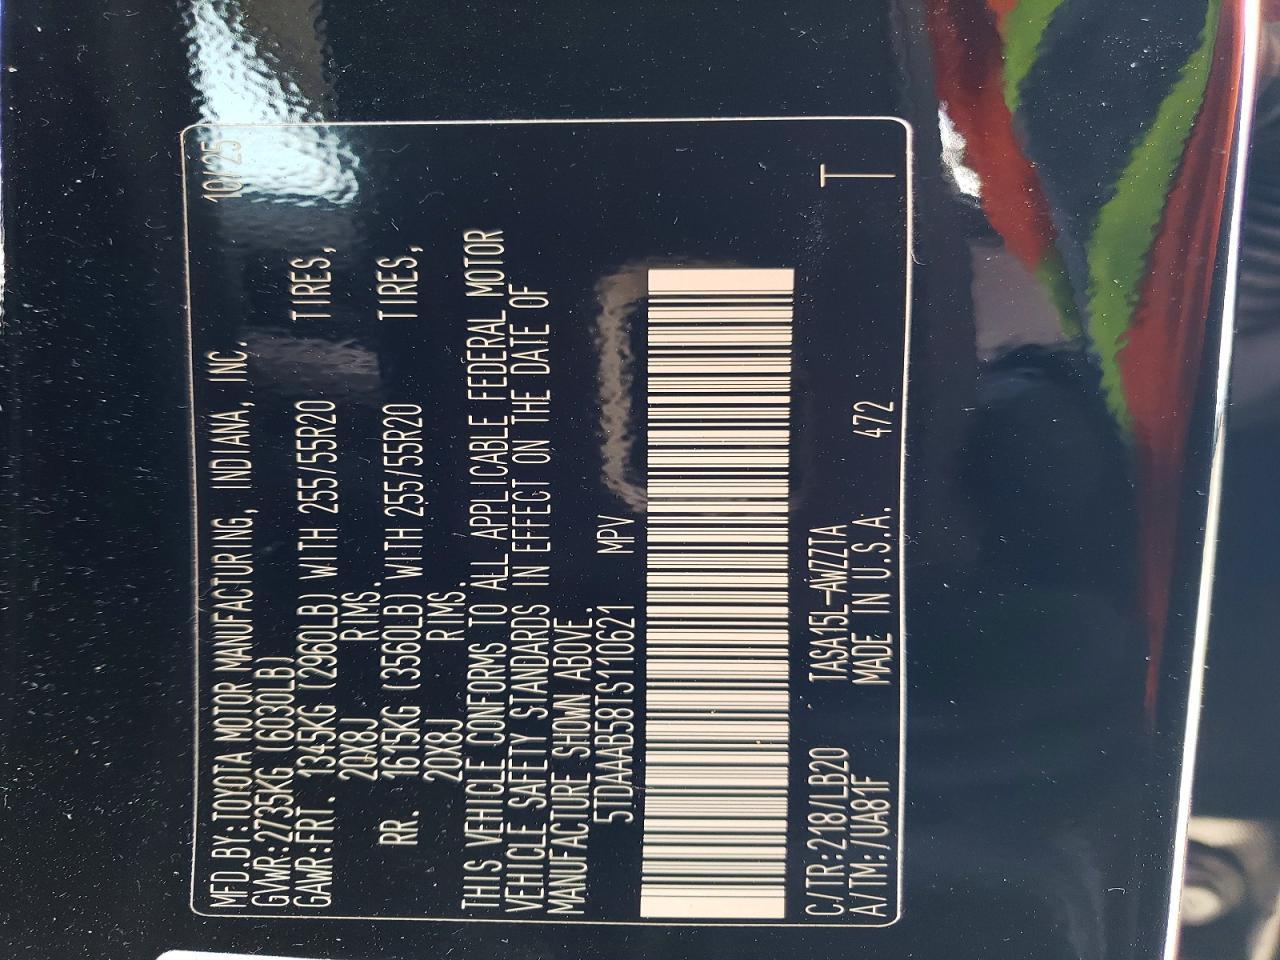 MFD.BY:TOYOTA MOTOR MANUFACTURING, INDIANA, INC. 10/25
GVWR:2735KG (6030LB)
GAWR:FRT. 1345KG (2960LB) WITH 255/55R20 TIRES,
20X8J RIMS.
RR. 1615KG (3560LB) WITH 255/55R20 TIRES,
20X8J RIMS.
THIS VEHICLE CONFORMS TO ALL APPLICABLE FEDERAL MOTOR
VEHICLE SAFETY STANDARDS IN EFFECT ON THE DATE OF
MANUFACTURE SHOWN ABOVE.
5TDAAAB58TS110621 MPV
C/TR:218/LB20 TASA15L-AWZZTA T
A/TM:/UA81F MADE IN U.S.A. 472